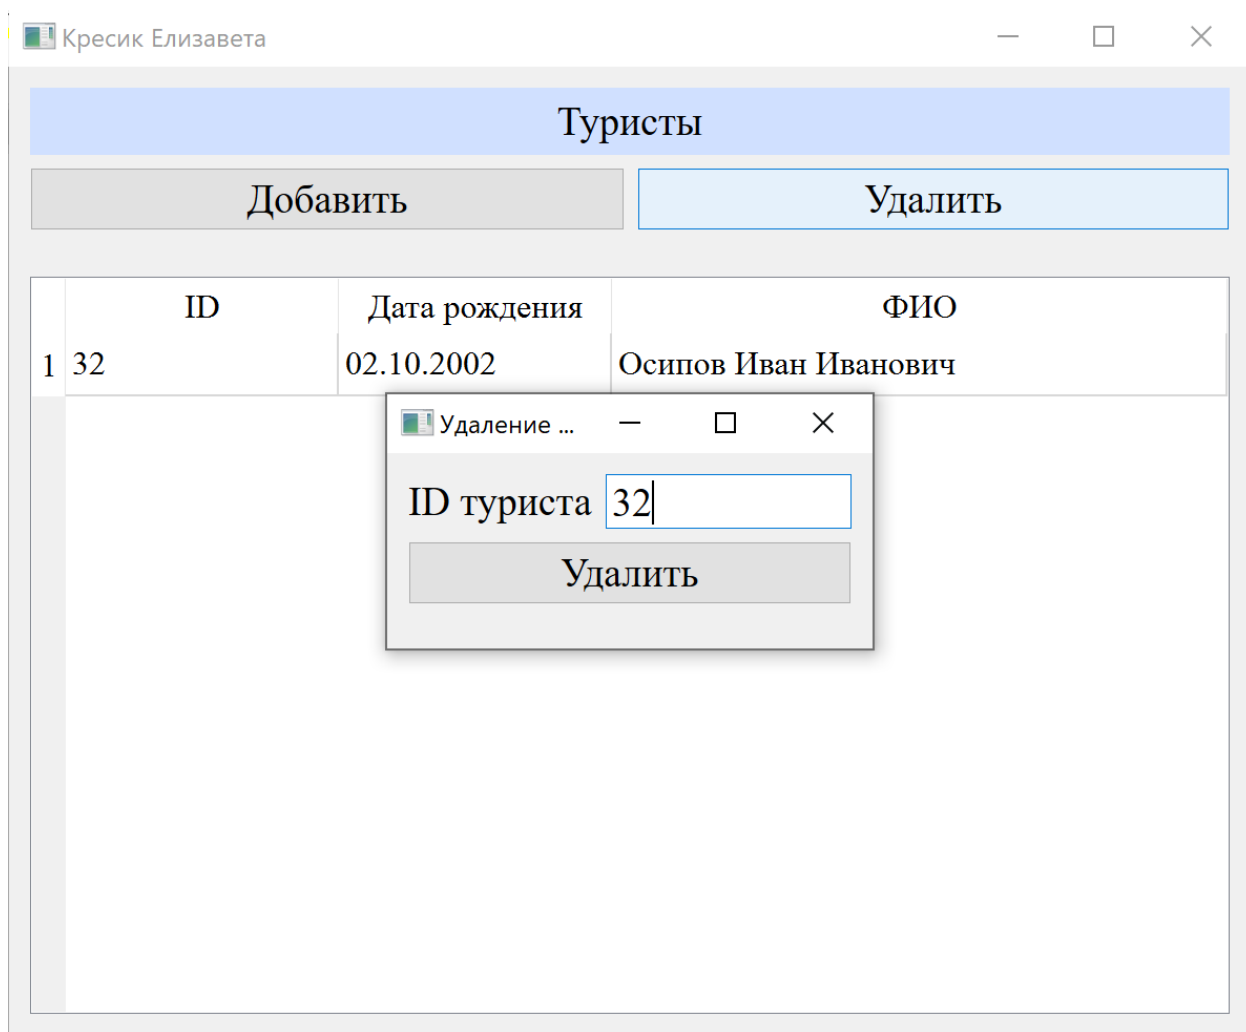 Кресик Елизавета
Туристы
Добавить Удалить
ID Дата рождения ФИО
1 32 02.10.2002 Осипов Иван Иванович
Удаление ...
ID туриста 32
Удалить